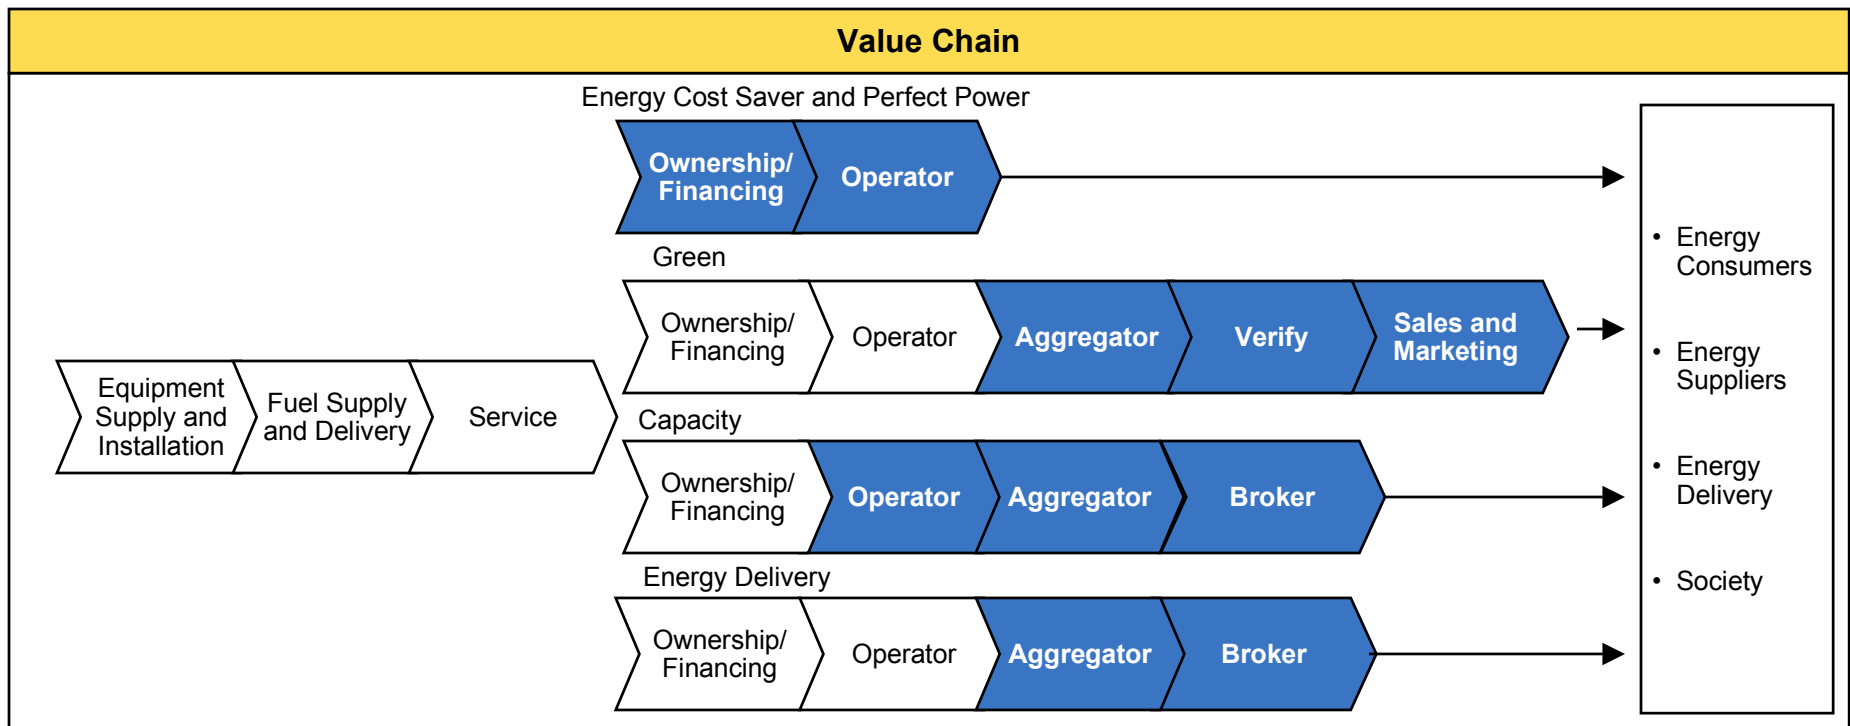 Value Chain
Energy Cost Saver and Perfect Power
Ownership/
Financing
Operator
Green
Ownership/
Financing
Operator
Aggregator
Verify
Sales and
Marketing
Equipment
Supply and
Installation
Fuel Supply
and Delivery
Service
Capacity
Ownership/
Financing
Operator
Aggregator
Broker
Energy Delivery
Ownership/
Financing
Operator
Aggregator
Broker
• Energy
Consumers
• Energy
Suppliers
• Energy
Delivery
• Society